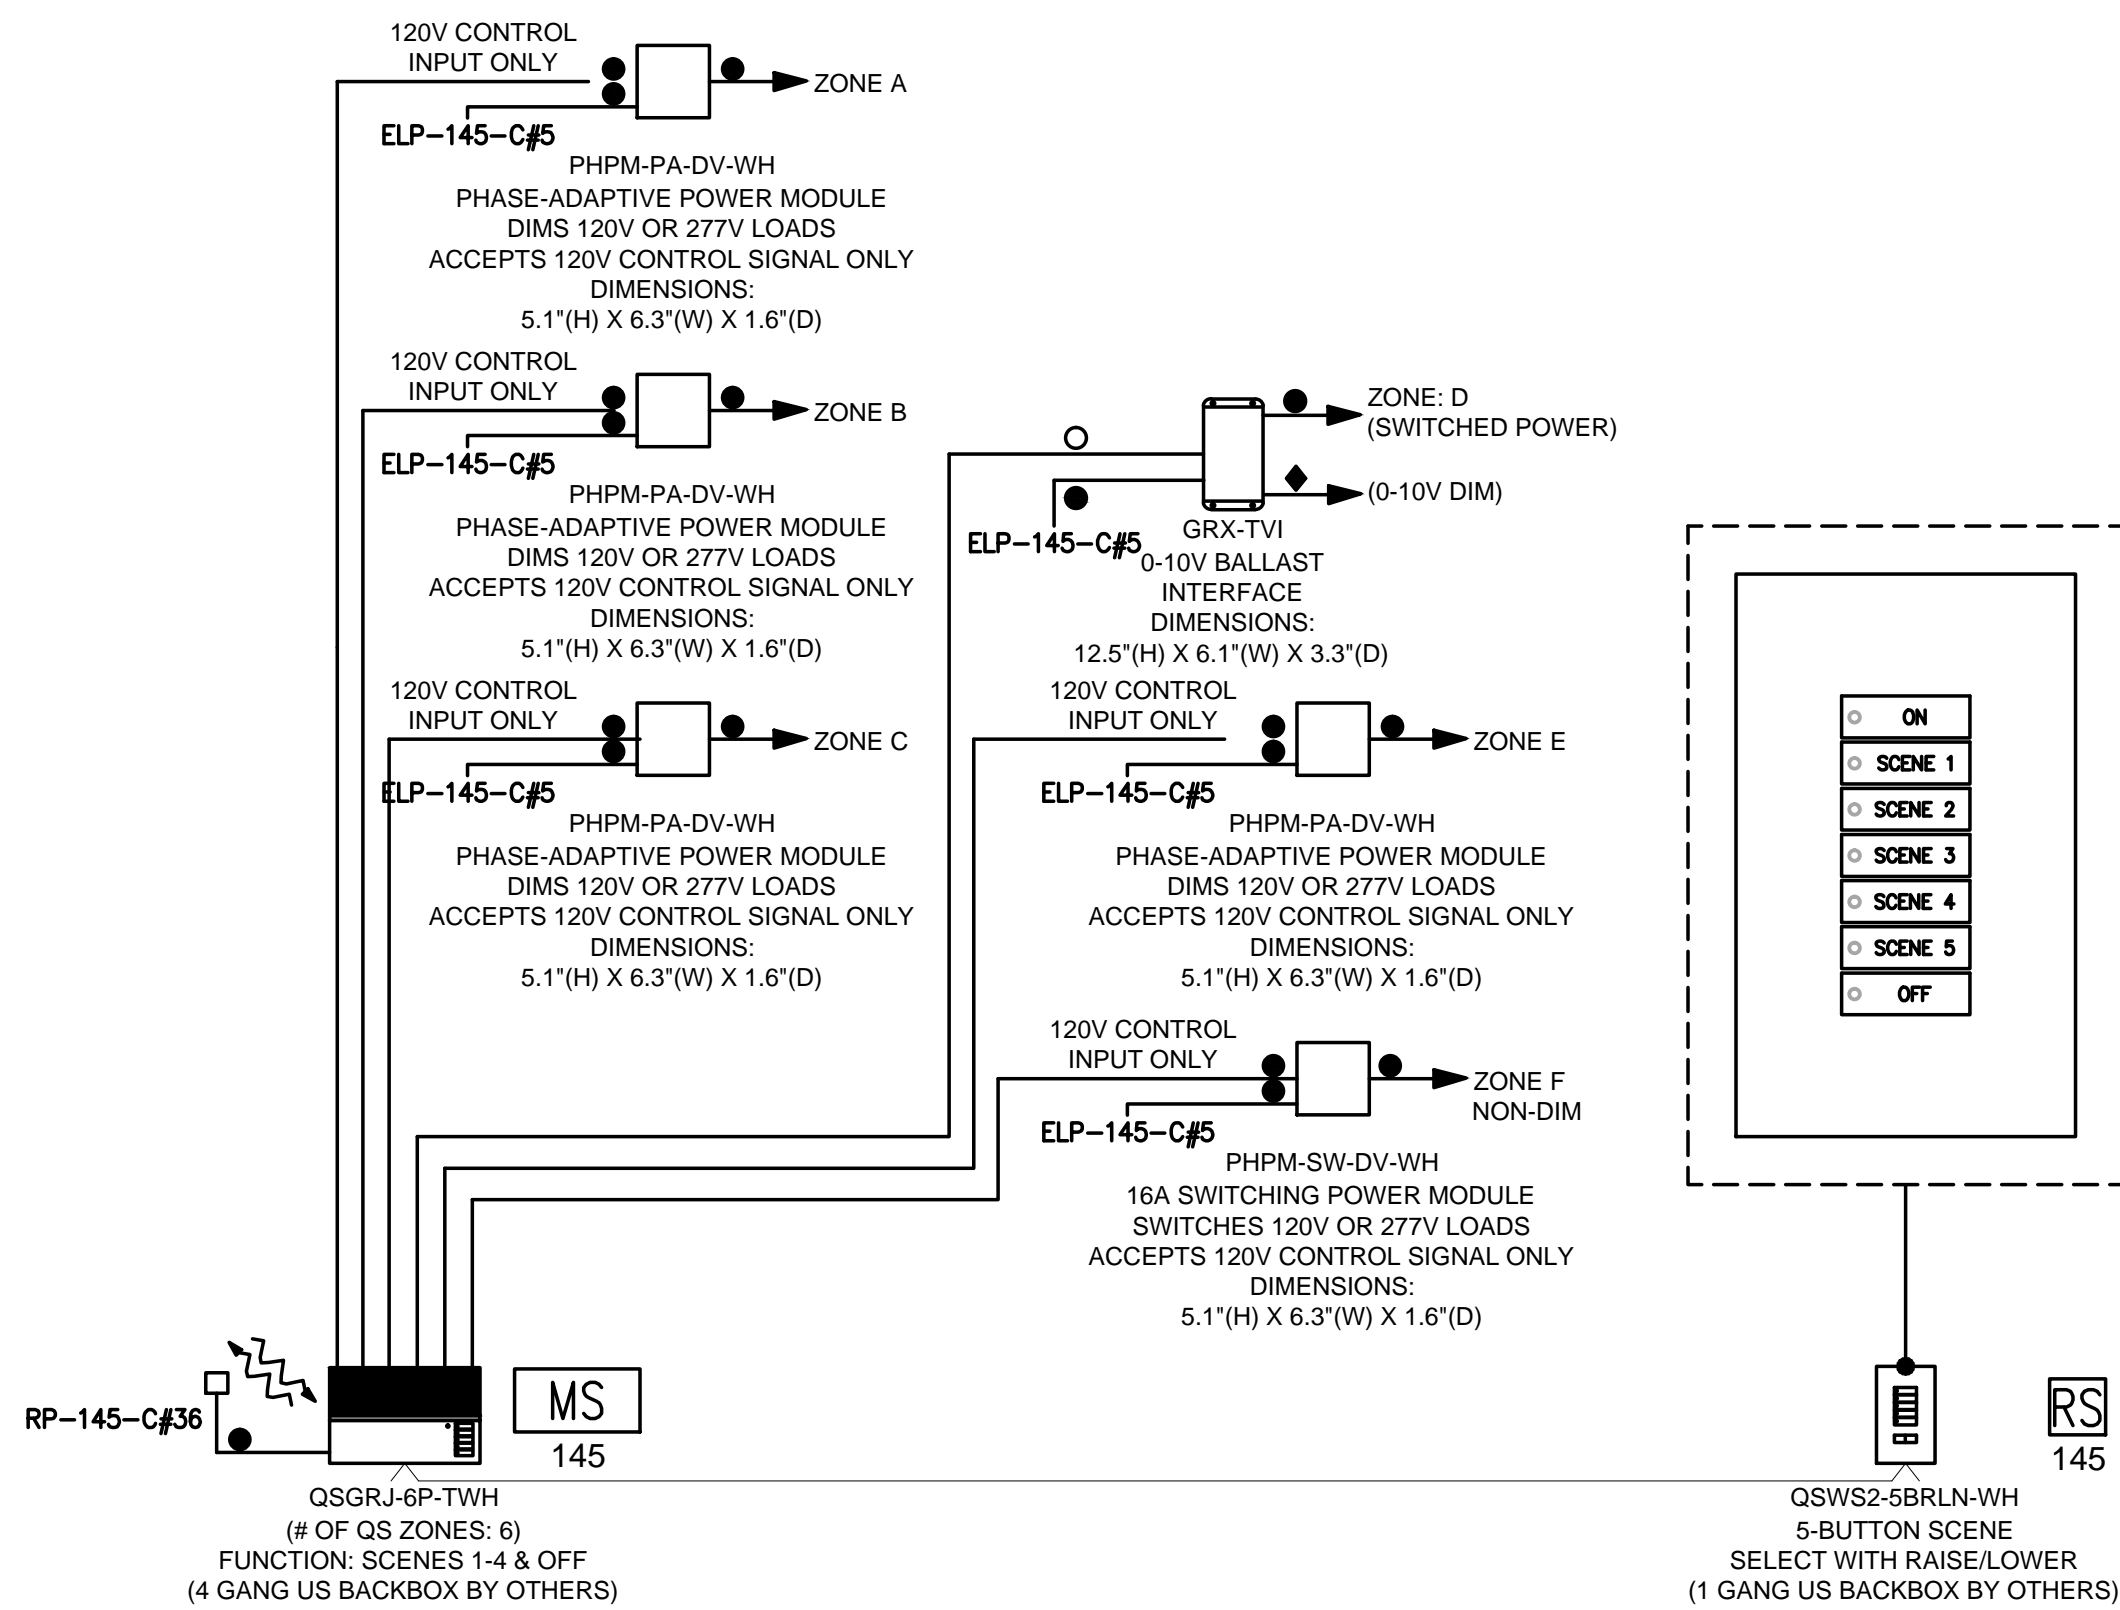 120V CONTROL
INPUT ONLY
ZONE A
ELP-145-C#5
PHPM-PA-DV-WH
PHASE-ADAPTIVE POWER MODULE
DIMS 120V OR 277V LOADS
ACCEPTS 120V CONTROL SIGNAL ONLY
DIMENSIONS:
5.1"(H) X 6.3"(W) X 1.6"(D)
120V CONTROL
INPUT ONLY
ZONE B
ELP-145-C#5
PHPM-PA-DV-WH
PHASE-ADAPTIVE POWER MODULE
DIMS 120V OR 277V LOADS
ACCEPTS 120V CONTROL SIGNAL ONLY
DIMENSIONS:
5.1"(H) X 6.3"(W) X 1.6"(D)
120V CONTROL
INPUT ONLY
ZONE C
ELP-145-C#5
PHPM-PA-DV-WH
PHASE-ADAPTIVE POWER MODULE
DIMS 120V OR 277V LOADS
ACCEPTS 120V CONTROL SIGNAL ONLY
DIMENSIONS:
5.1"(H) X 6.3"(W) X 1.6"(D)
ZONE: D
(SWITCHED POWER)
(0-10V DIM)
ELP-145-C#5
GRX-TVI
0-10V BALLAST
INTERFACE
DIMENSIONS:
12.5"(H) X 6.1"(W) X 3.3"(D)
120V CONTROL
INPUT ONLY
ZONE E
ELP-145-C#5
PHPM-PA-DV-WH
PHASE-ADAPTIVE POWER MODULE
DIMS 120V OR 277V LOADS
ACCEPTS 120V CONTROL SIGNAL ONLY
DIMENSIONS:
5.1"(H) X 6.3"(W) X 1.6"(D)
120V CONTROL
INPUT ONLY
ZONE F
NON-DIM
ELP-145-C#5
PHPM-SW-DV-WH
16A SWITCHING POWER MODULE
SWITCHES 120V OR 277V LOADS
ACCEPTS 120V CONTROL SIGNAL ONLY
DIMENSIONS:
5.1"(H) X 6.3"(W) X 1.6"(D)
ON
SCENE 1
SCENE 2
SCENE 3
SCENE 4
SCENE 5
OFF
RP-145-C#36
MS
145
QSGRJ-6P-TWH
(# OF QS ZONES: 6)
FUNCTION: SCENES 1-4 & OFF
(4 GANG US BACKBOX BY OTHERS)
RS
145
QSWS2-5BRLN-WH
5-BUTTON SCENE
SELECT WITH RAISE/LOWER
(1 GANG US BACKBOX BY OTHERS)